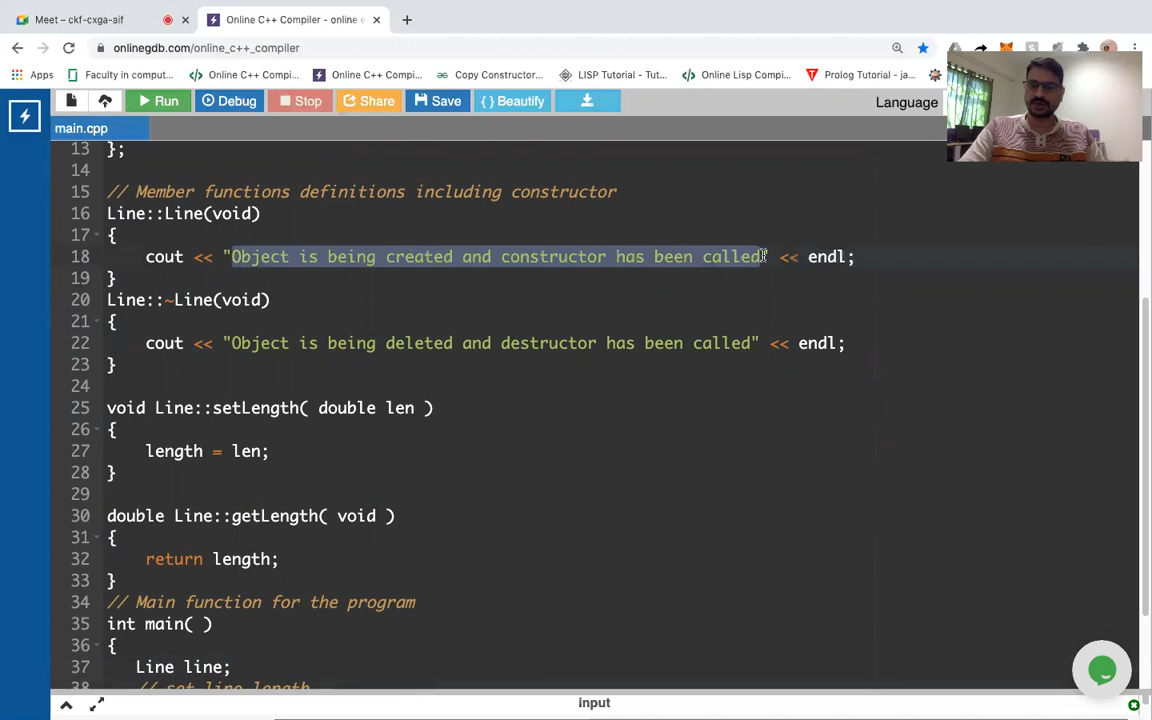 Meet – ckf-cxga-aif
Online C++ Compiler - online e
onlinegdb.com/online_c++_compiler
Apps
Faculty in comput...
Online C++ Compi...
Online C++ Compi...
Copy Constructor...
LISP Tutorial - Tut...
Online Lisp Compi...
Prolog Tutorial - ja...
Run
Debug
Stop
Share
Save
{ } Beautify
Language
main.cpp
13 };
14
15 // Member functions definitions including constructor
16 Line::Line(void)
17 {
18 cout << "Object is being created and constructor has been called" << endl;
19 }
20 Line::~Line(void)
21 {
22 cout << "Object is being deleted and destructor has been called" << endl;
23 }
24
25 void Line::setLength( double len )
26 {
27 length = len;
28 }
29
30 double Line::getLength( void )
31 {
32 return length;
33 }
34 // Main function for the program
35 int main( )
36 {
37 Line line;
38 // set line length
input